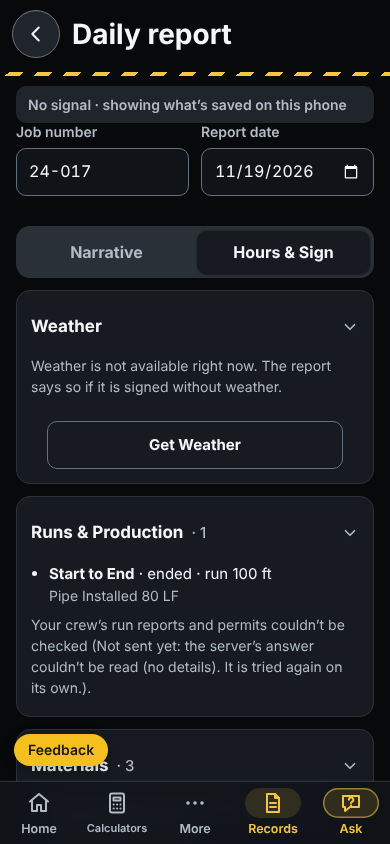 Daily report
No signal · showing what's saved on this phone
Job number
Report date
24-017
11/19/2026
Narrative
Hours & Sign
Weather
Weather is not available right now. The report
says so if it is signed without weather.
Get Weather
Runs & Production · 1
• Start to End · ended · run 100 ft
Pipe Installed 80 LF
Your crew's run reports and permits couldn't be
checked (Not sent yet: the server's answer
couldn't be read (no details). It is tried again on
its own.).
Feedback
Materials · 3
Home
Calculators
More
Records
Ask